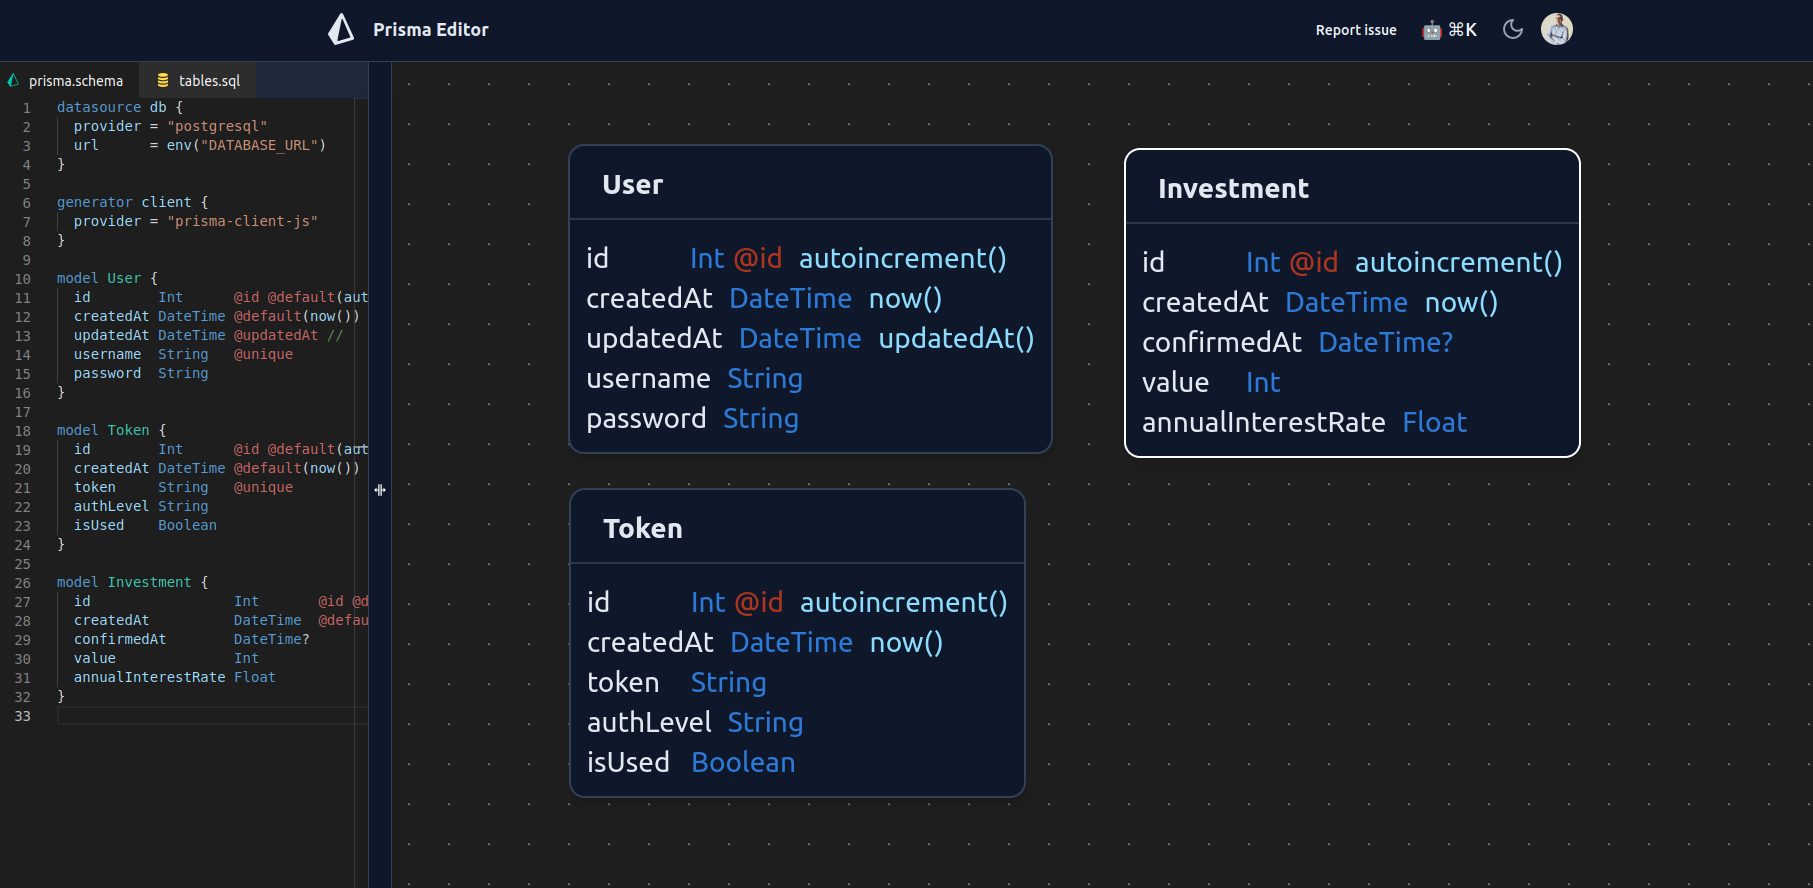 Prisma Editor
Report issue
⌘K
prisma.schema
tables.sql
1 datasource db {
2 provider = "postgresql"
3 url      = env("DATABASE_URL")
4 }
5
6 generator client {
7 provider = "prisma-client-js"
8 }
9
10 model User {
11 id        Int      @id @default(aut
12 createdAt DateTime @default(now())
13 updatedAt DateTime @updatedAt //
14 username  String   @unique
15 password  String
16 }
17
18 model Token {
19 id        Int      @id @default(aut
20 createdAt DateTime @default(now())
21 token     String   @unique
22 authLevel String
23 isUsed    Boolean
24 }
25
26 model Investment {
27 id                 Int       @id @d
28 createdAt          DateTime  @defau
29 confirmedAt        DateTime?
30 value              Int
31 annualInterestRate Float
32 }
33
User
id Int @id autoincrement()
createdAt DateTime now()
updatedAt DateTime updatedAt()
username String
password String
Investment
id Int @id autoincrement()
createdAt DateTime now()
confirmedAt DateTime?
value Int
annualInterestRate Float
Token
id Int @id autoincrement()
createdAt DateTime now()
token String
authLevel String
isUsed Boolean